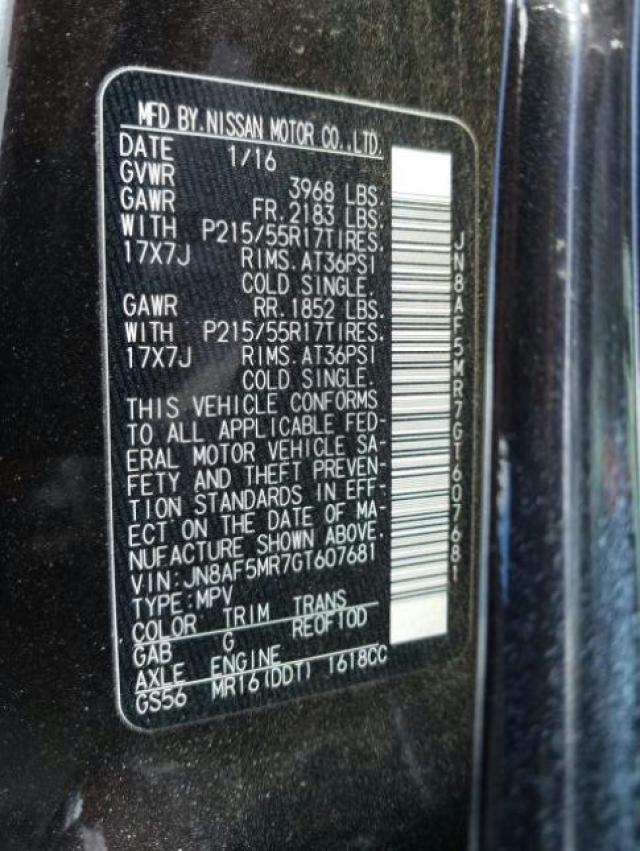 MFD BY.NISSAN MOTOR CO.,LTD.
DATE 1/16
GVWR 3968 LBS.
GAWR FR.2183 LBS.
WITH P215/55R17TIRES.
17X7J RIMS.AT36PSI
COLD SINGLE.
GAWR RR.1852 LBS.
WITH P215/55R17TIRES.
17X7J RIMS.AT36PSI
COLD SINGLE.
THIS VEHICLE CONFORMS
TO ALL APPLICABLE FED-
ERAL MOTOR VEHICLE SA-
FETY AND THEFT PREVEN-
TION STANDARDS IN EFF-
ECT ON THE DATE OF MA-
NUFACTURE SHOWN ABOVE.
VIN:JN8AF5MR7GT607681
TYPE:MPV
COLOR TRIM TRANS
GAB G REOF10D
AXLE ENGINE
GS56 MR16(DDT) 1618CC
JN8AF5MR7GT607681